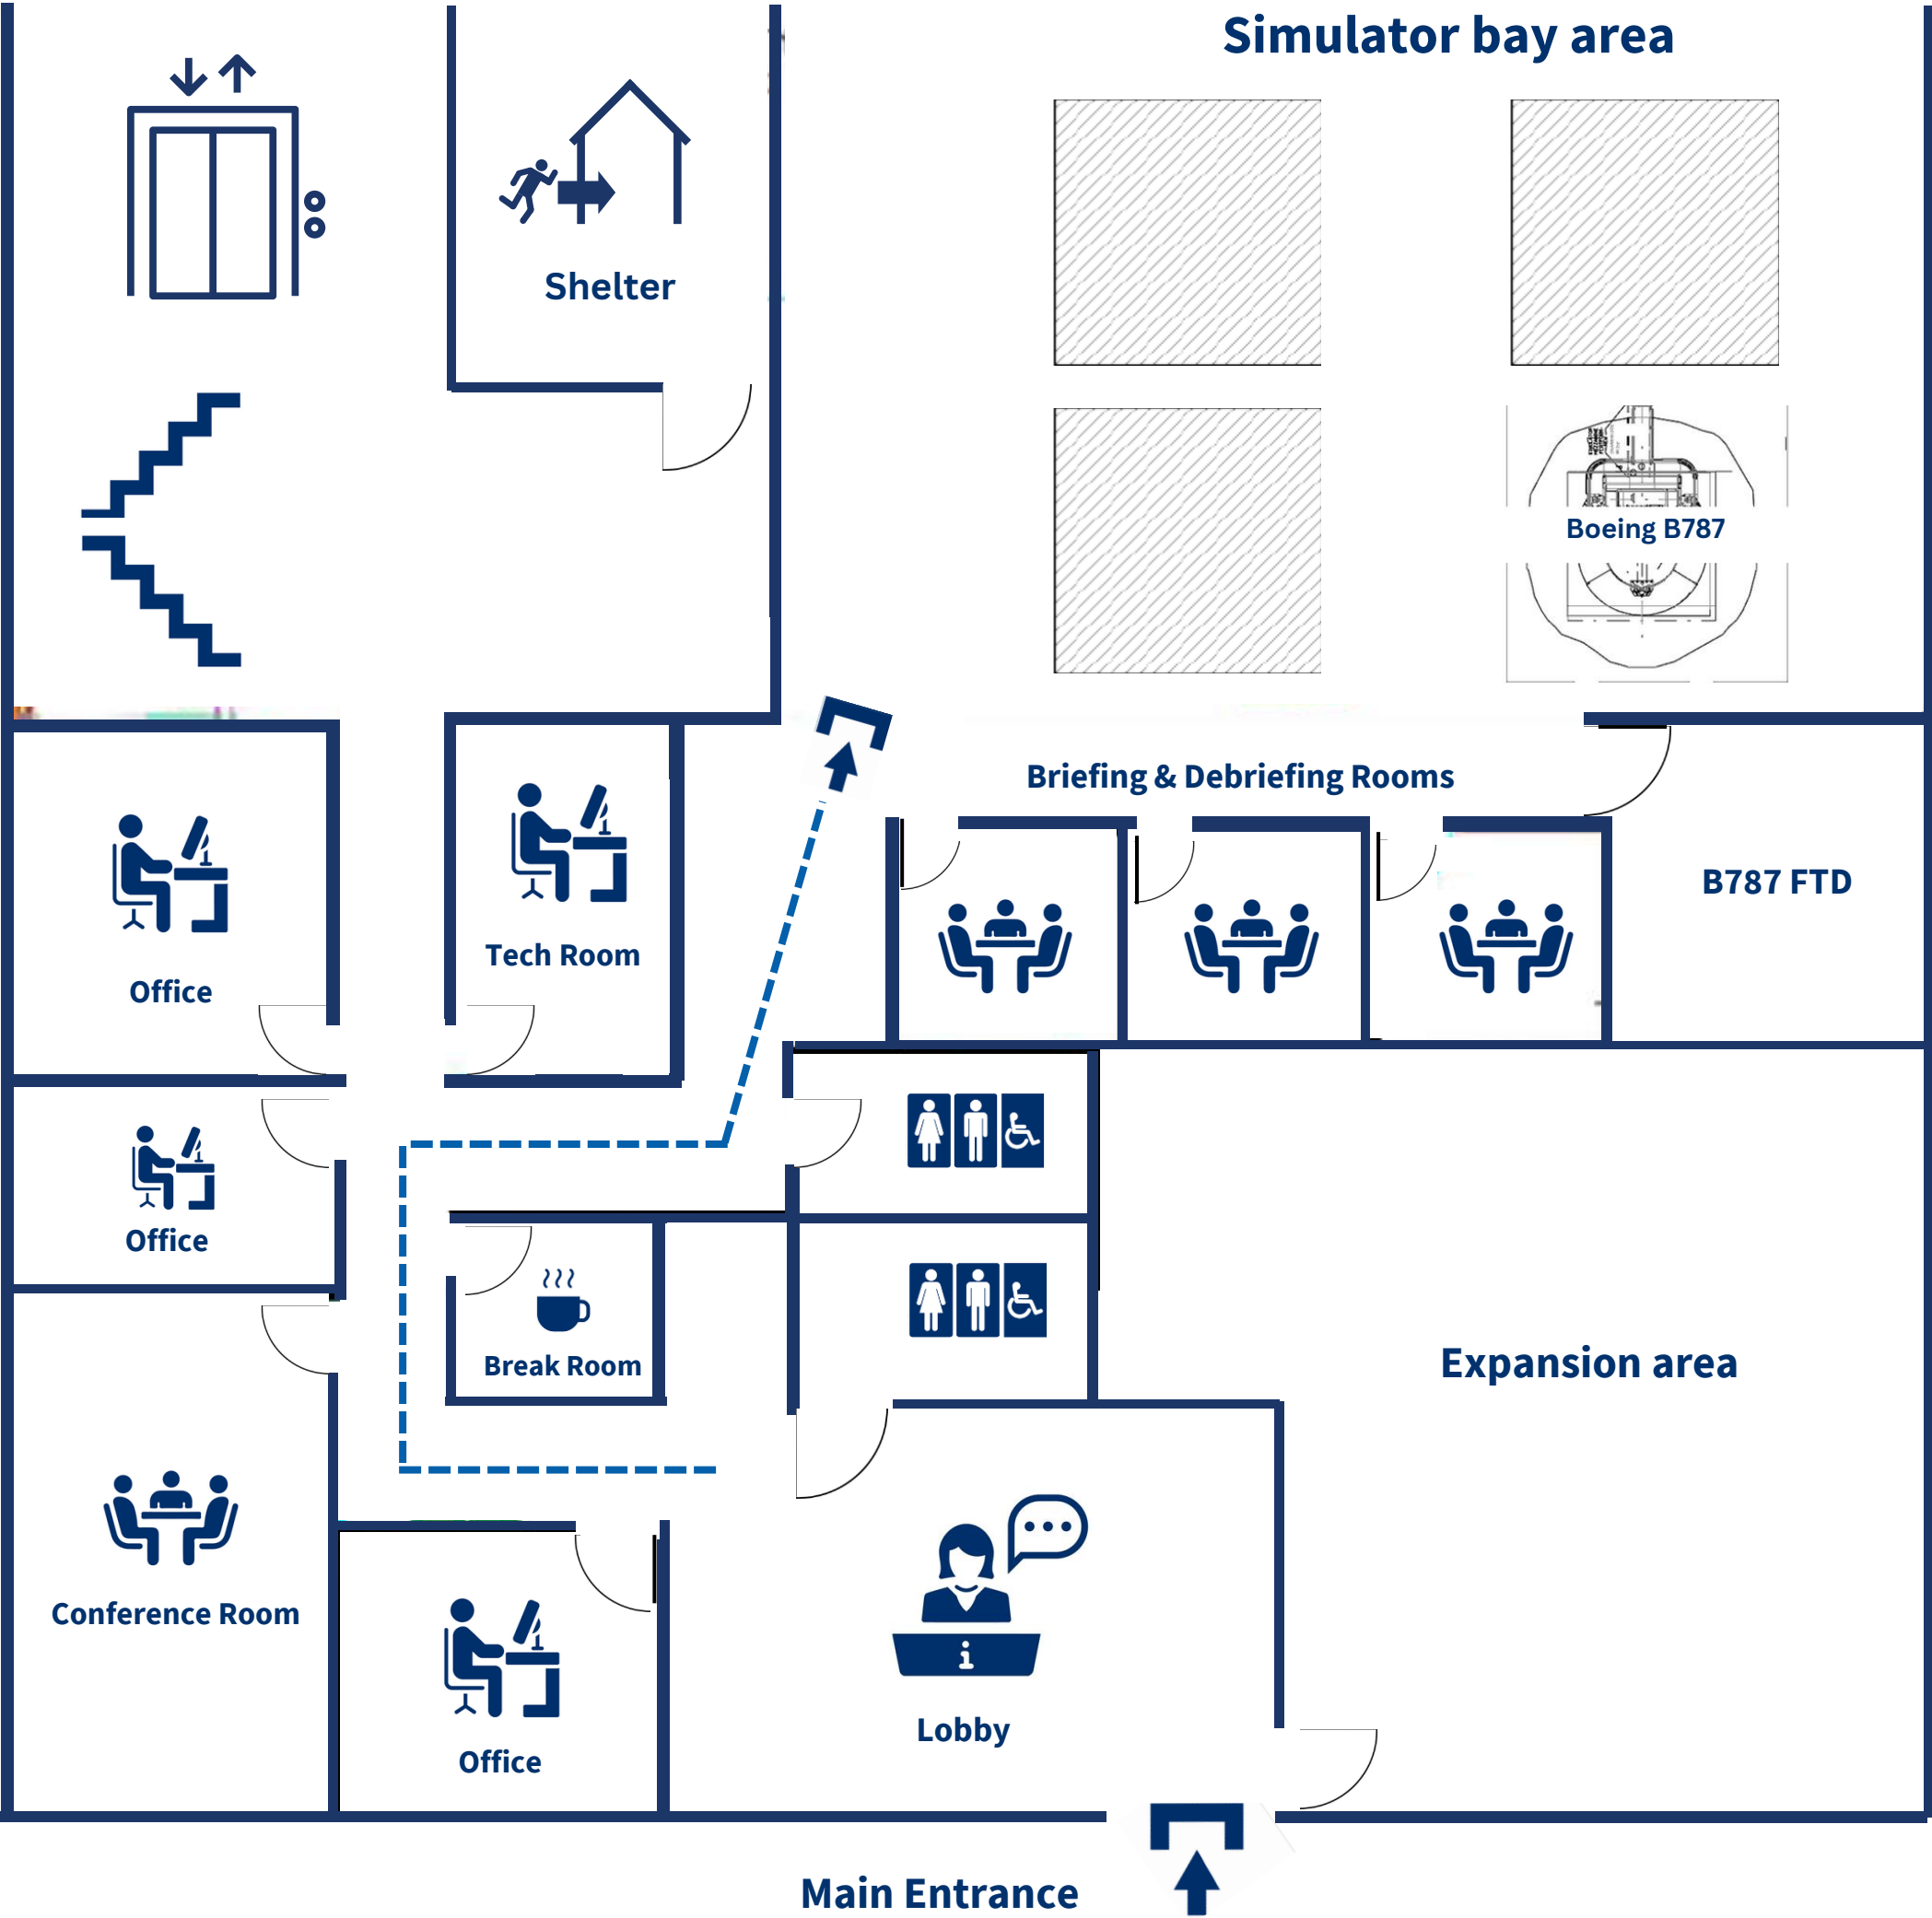 Simulator bay area
Shelter
Boeing B787
Briefing & Debriefing Rooms
B787 FTD
Tech Room
Office
Office
Break Room
Expansion area
Conference Room
i
Lobby
Office
Main Entrance